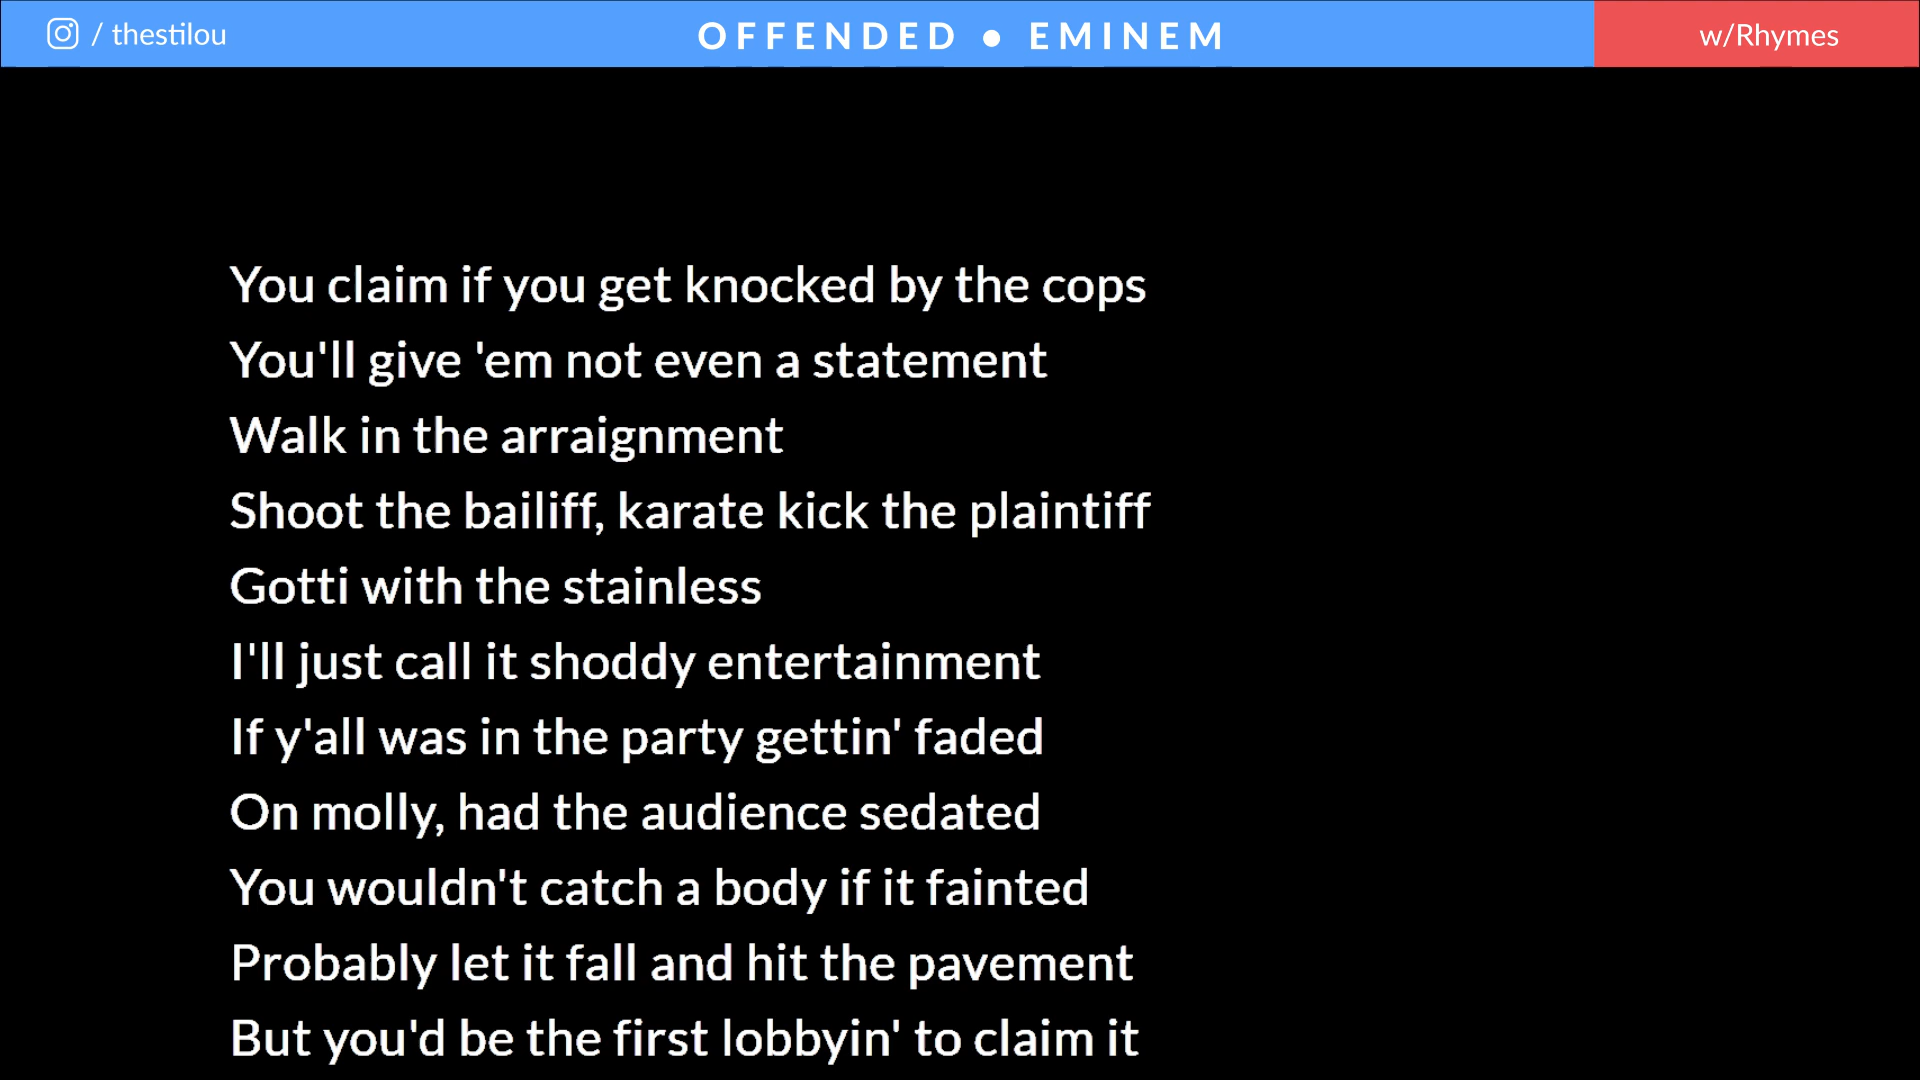 / thestilou
OFFENDED ● EMINEM
w/Rhymes
You claim if you get knocked by the cops
You'll give 'em not even a statement
Walk in the arraignment
Shoot the bailiff, karate kick the plaintiff
Gotti with the stainless
I'll just call it shoddy entertainment
If y'all was in the party gettin' faded
On molly, had the audience sedated
You wouldn't catch a body if it fainted
Probably let it fall and hit the pavement
But you'd be the first lobbyin' to claim it